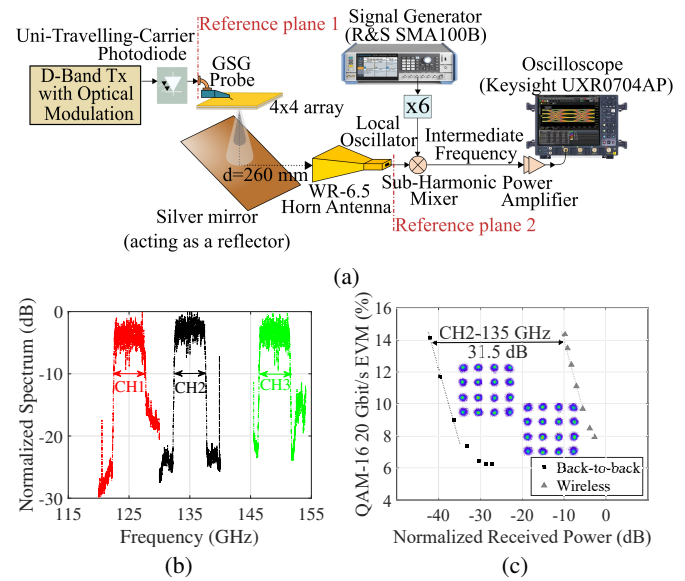 Uni-Travelling-Carrier
Photodiode
Reference plane 1
Signal Generator
(R&S SMA100B)
Oscilloscope
(Keysight UXR0704AP)
D-Band Tx
with Optical
Modulation
GSG
Probe
4x4 array
x6
Local
Oscillator
Intermediate
Frequency
d=260 mm
WR-6.5
Horn Antenna
Sub-Harmonic
Mixer
Power
Amplifier
Silver mirror
(acting as a reflector)
Reference plane 2
(a)
Normalized Spectrum (dB)
0
-10
-20
-30
CH1
CH2
CH3
115
125
135
145
155
Frequency (GHz)
(b)
QAM-16 20 Gbit/s EVM (%)
16
14
12
10
8
6
4
CH2-135 GHz
31.5 dB
Back-to-back
Wireless
-40
-30
-20
-10
0
Normalized Received Power (dB)
(c)